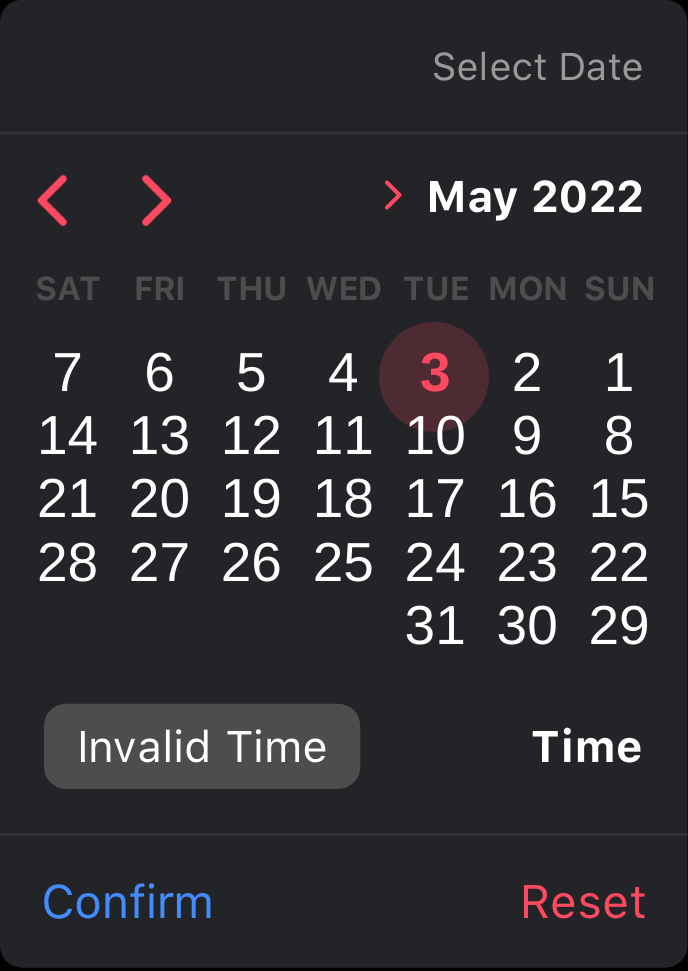 Select Date
May 2022
SAT FRI THU WED TUE MON SUN
7 6 5 4 3 2 1
14 13 12 11 10 9 8
21 20 19 18 17 16 15
28 27 26 25 24 23 22
31 30 29
Invalid Time Time
Confirm Reset